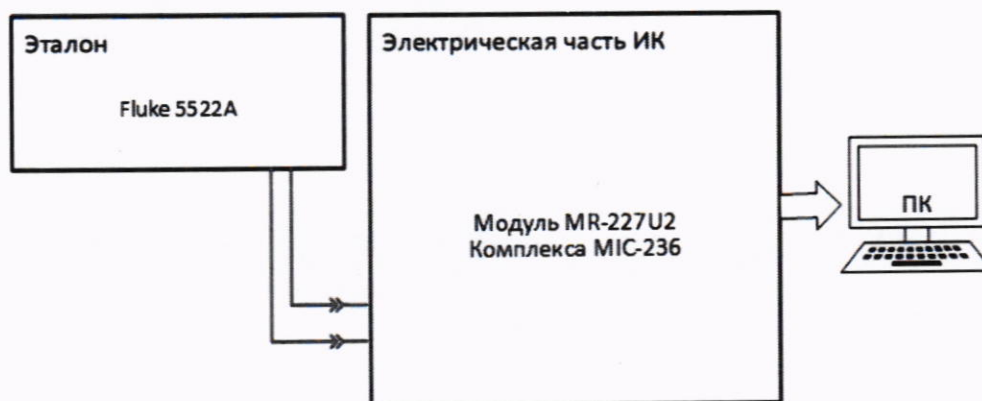 Эталон
Fluke 5522A
Электрическая часть ИК
Модуль MR-227U2
Комплекса MIC-236
ПК